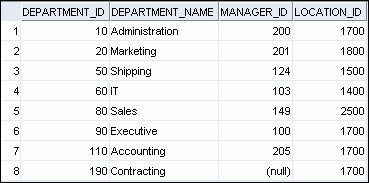 DEPARTMENT_ID DEPARTMENT_NAME MANAGER_ID LOCATION_ID
1 10 Administration 200 1700
2 20 Marketing 201 1800
3 50 Shipping 124 1500
4 60 IT 103 1400
5 80 Sales 149 2500
6 90 Executive 100 1700
7 110 Accounting 205 1700
8 190 Contracting (null) 1700